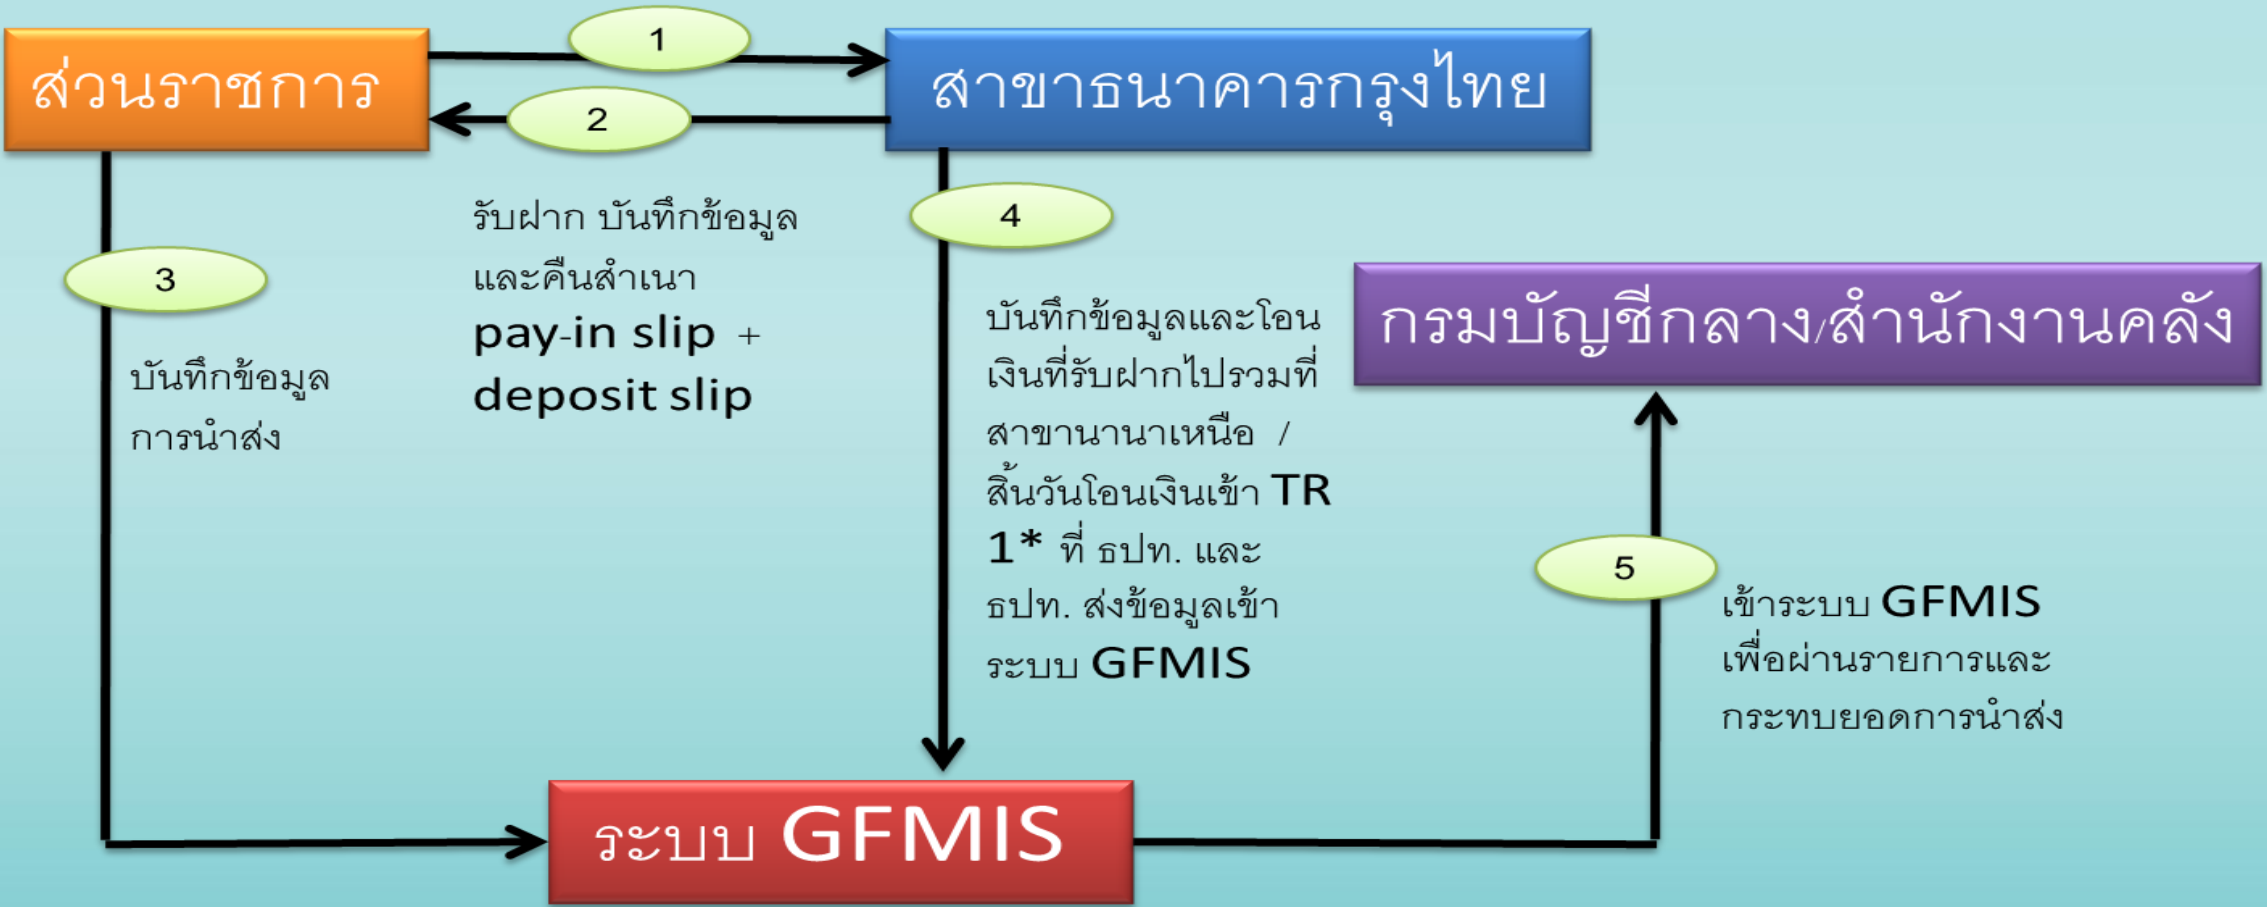 1
ส่วนราชการ
สาขาธนาคารกรุงไทย
2
รับฝาก บันทึกข้อมูล
และคืนสำเนา
pay-in slip +
deposit slip
4
3
บันทึกข้อมูล
การนำส่ง
บันทึกข้อมูลและโอน
เงินที่รับฝากไปรวมที่
สาขานานาเหนือ /
สิ้นวันโอนเงินเข้า TR
1* ที่ ธปท. และ
ธปท. ส่งข้อมูลเข้า
ระบบ GFMIS
กรมบัญชีกลาง/สำนักงานคลัง
5
เข้าระบบ GFMIS
เพื่อผ่านรายการและ
กระทบยอดการนำส่ง
ระบบ GFMIS